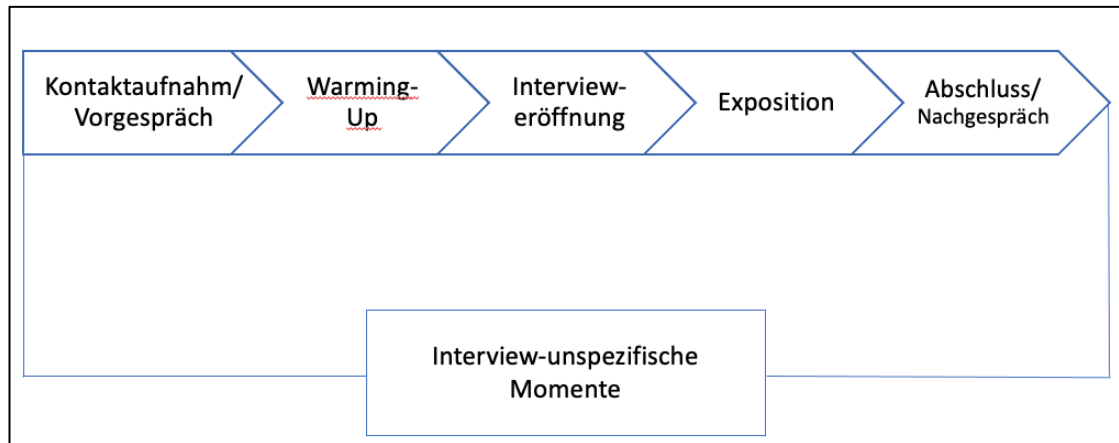 Kontaktaufnahm/
Vorgespräch
Warming-
Up
Interview-
eröffnung
Exposition
Abschluss/
Nachgespräch
Interview-unspezifische
Momente